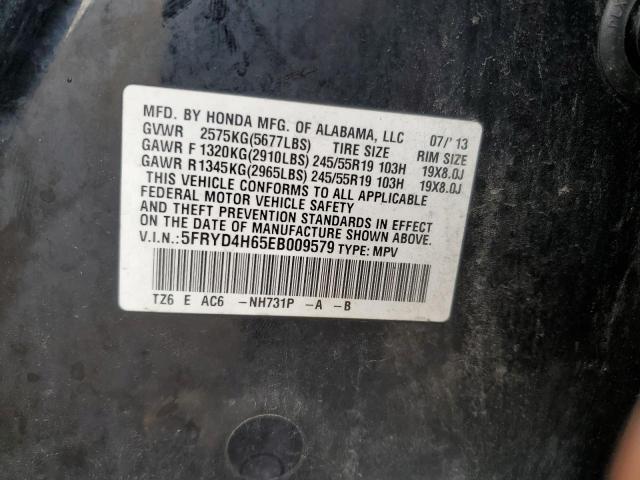 MFD. BY HONDA MFG. OF ALABAMA, LLC 07/'13
GVWR 2575KG(5677LBS) TIRE SIZE RIM SIZE
GAWR F 1320KG(2910LBS) 245/55R19 103H 19X8.0J
GAWR R1345KG(2965LBS) 245/55R19 103H 19X8.0J
THIS VEHICLE CONFORMS TO ALL APPLICABLE
FEDERAL MOTOR VEHICLE SAFETY
AND THEFT PREVENTION STANDARDS IN EFFECT
ON THE DATE OF MANUFACTURE SHOWN ABOVE.
V.I.N.:5FRYD4H65EB009579 TYPE: MPV
TZ6 E AC6 -NH731P -A -B